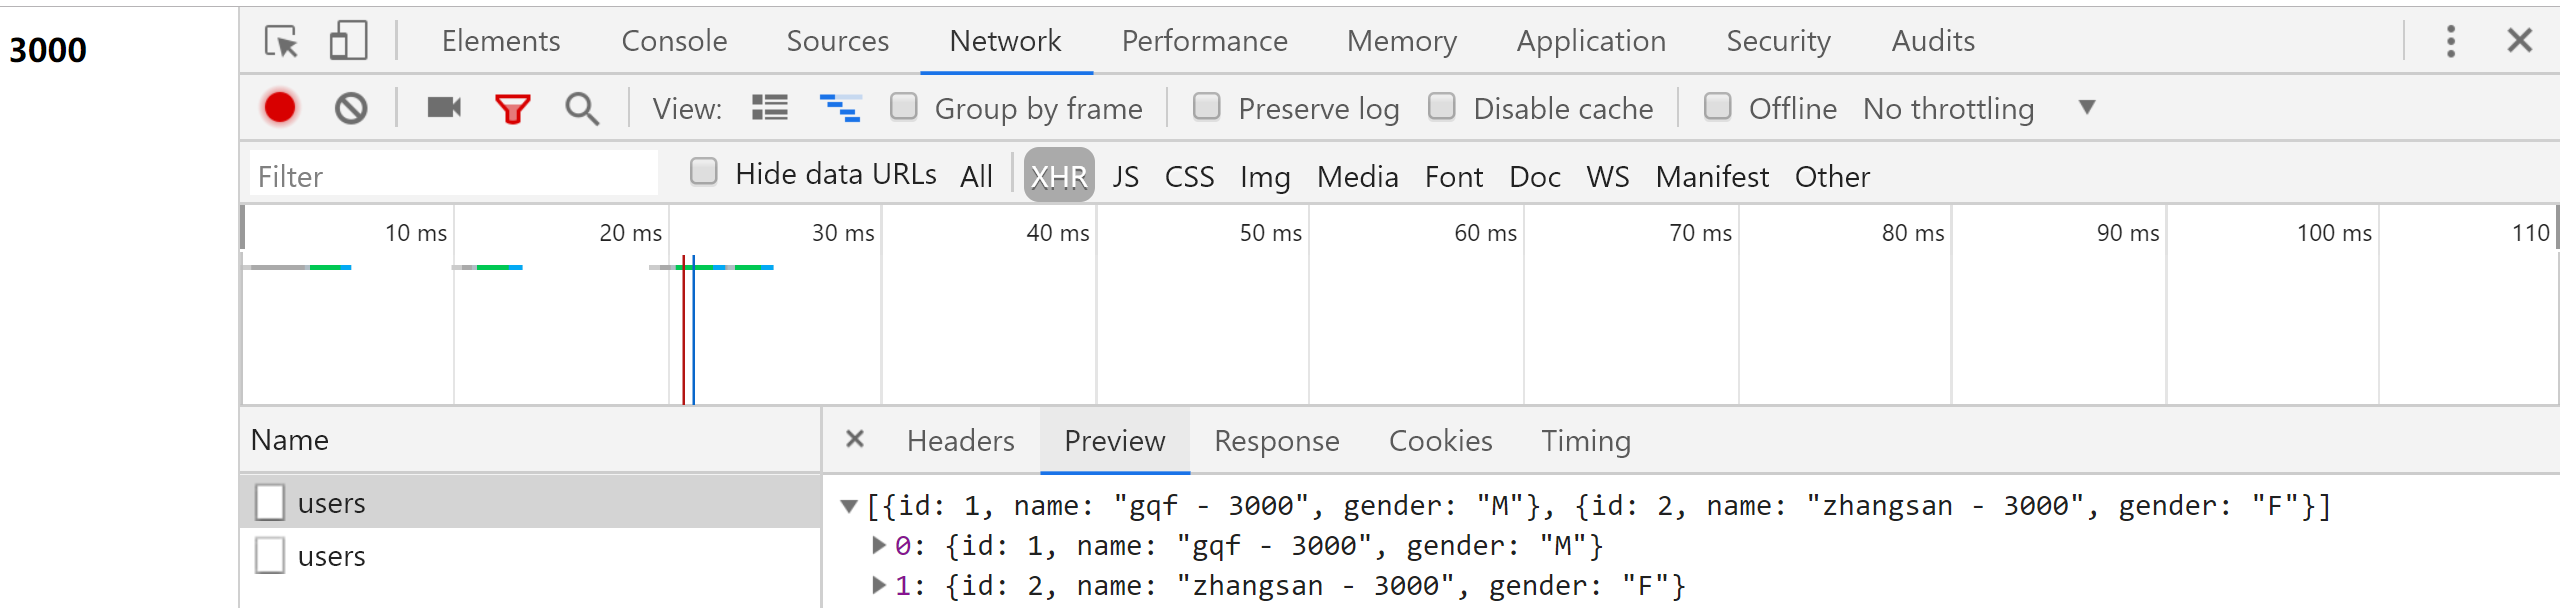 3000
Elements Console Sources Network Performance Memory Application Security Audits
View: Group by frame Preserve log Disable cache Offline No throttling
Filter Hide data URLs All XHR JS CSS Img Media Font Doc WS Manifest Other
10 ms 20 ms 30 ms 40 ms 50 ms 60 ms 70 ms 80 ms 90 ms 100 ms 110
Name
users
users
Headers Preview Response Cookies Timing
[{id: 1, name: "gqf - 3000", gender: "M"}, {id: 2, name: "zhangsan - 3000", gender: "F"}]
0: {id: 1, name: "gqf - 3000", gender: "M"}
1: {id: 2, name: "zhangsan - 3000", gender: "F"}